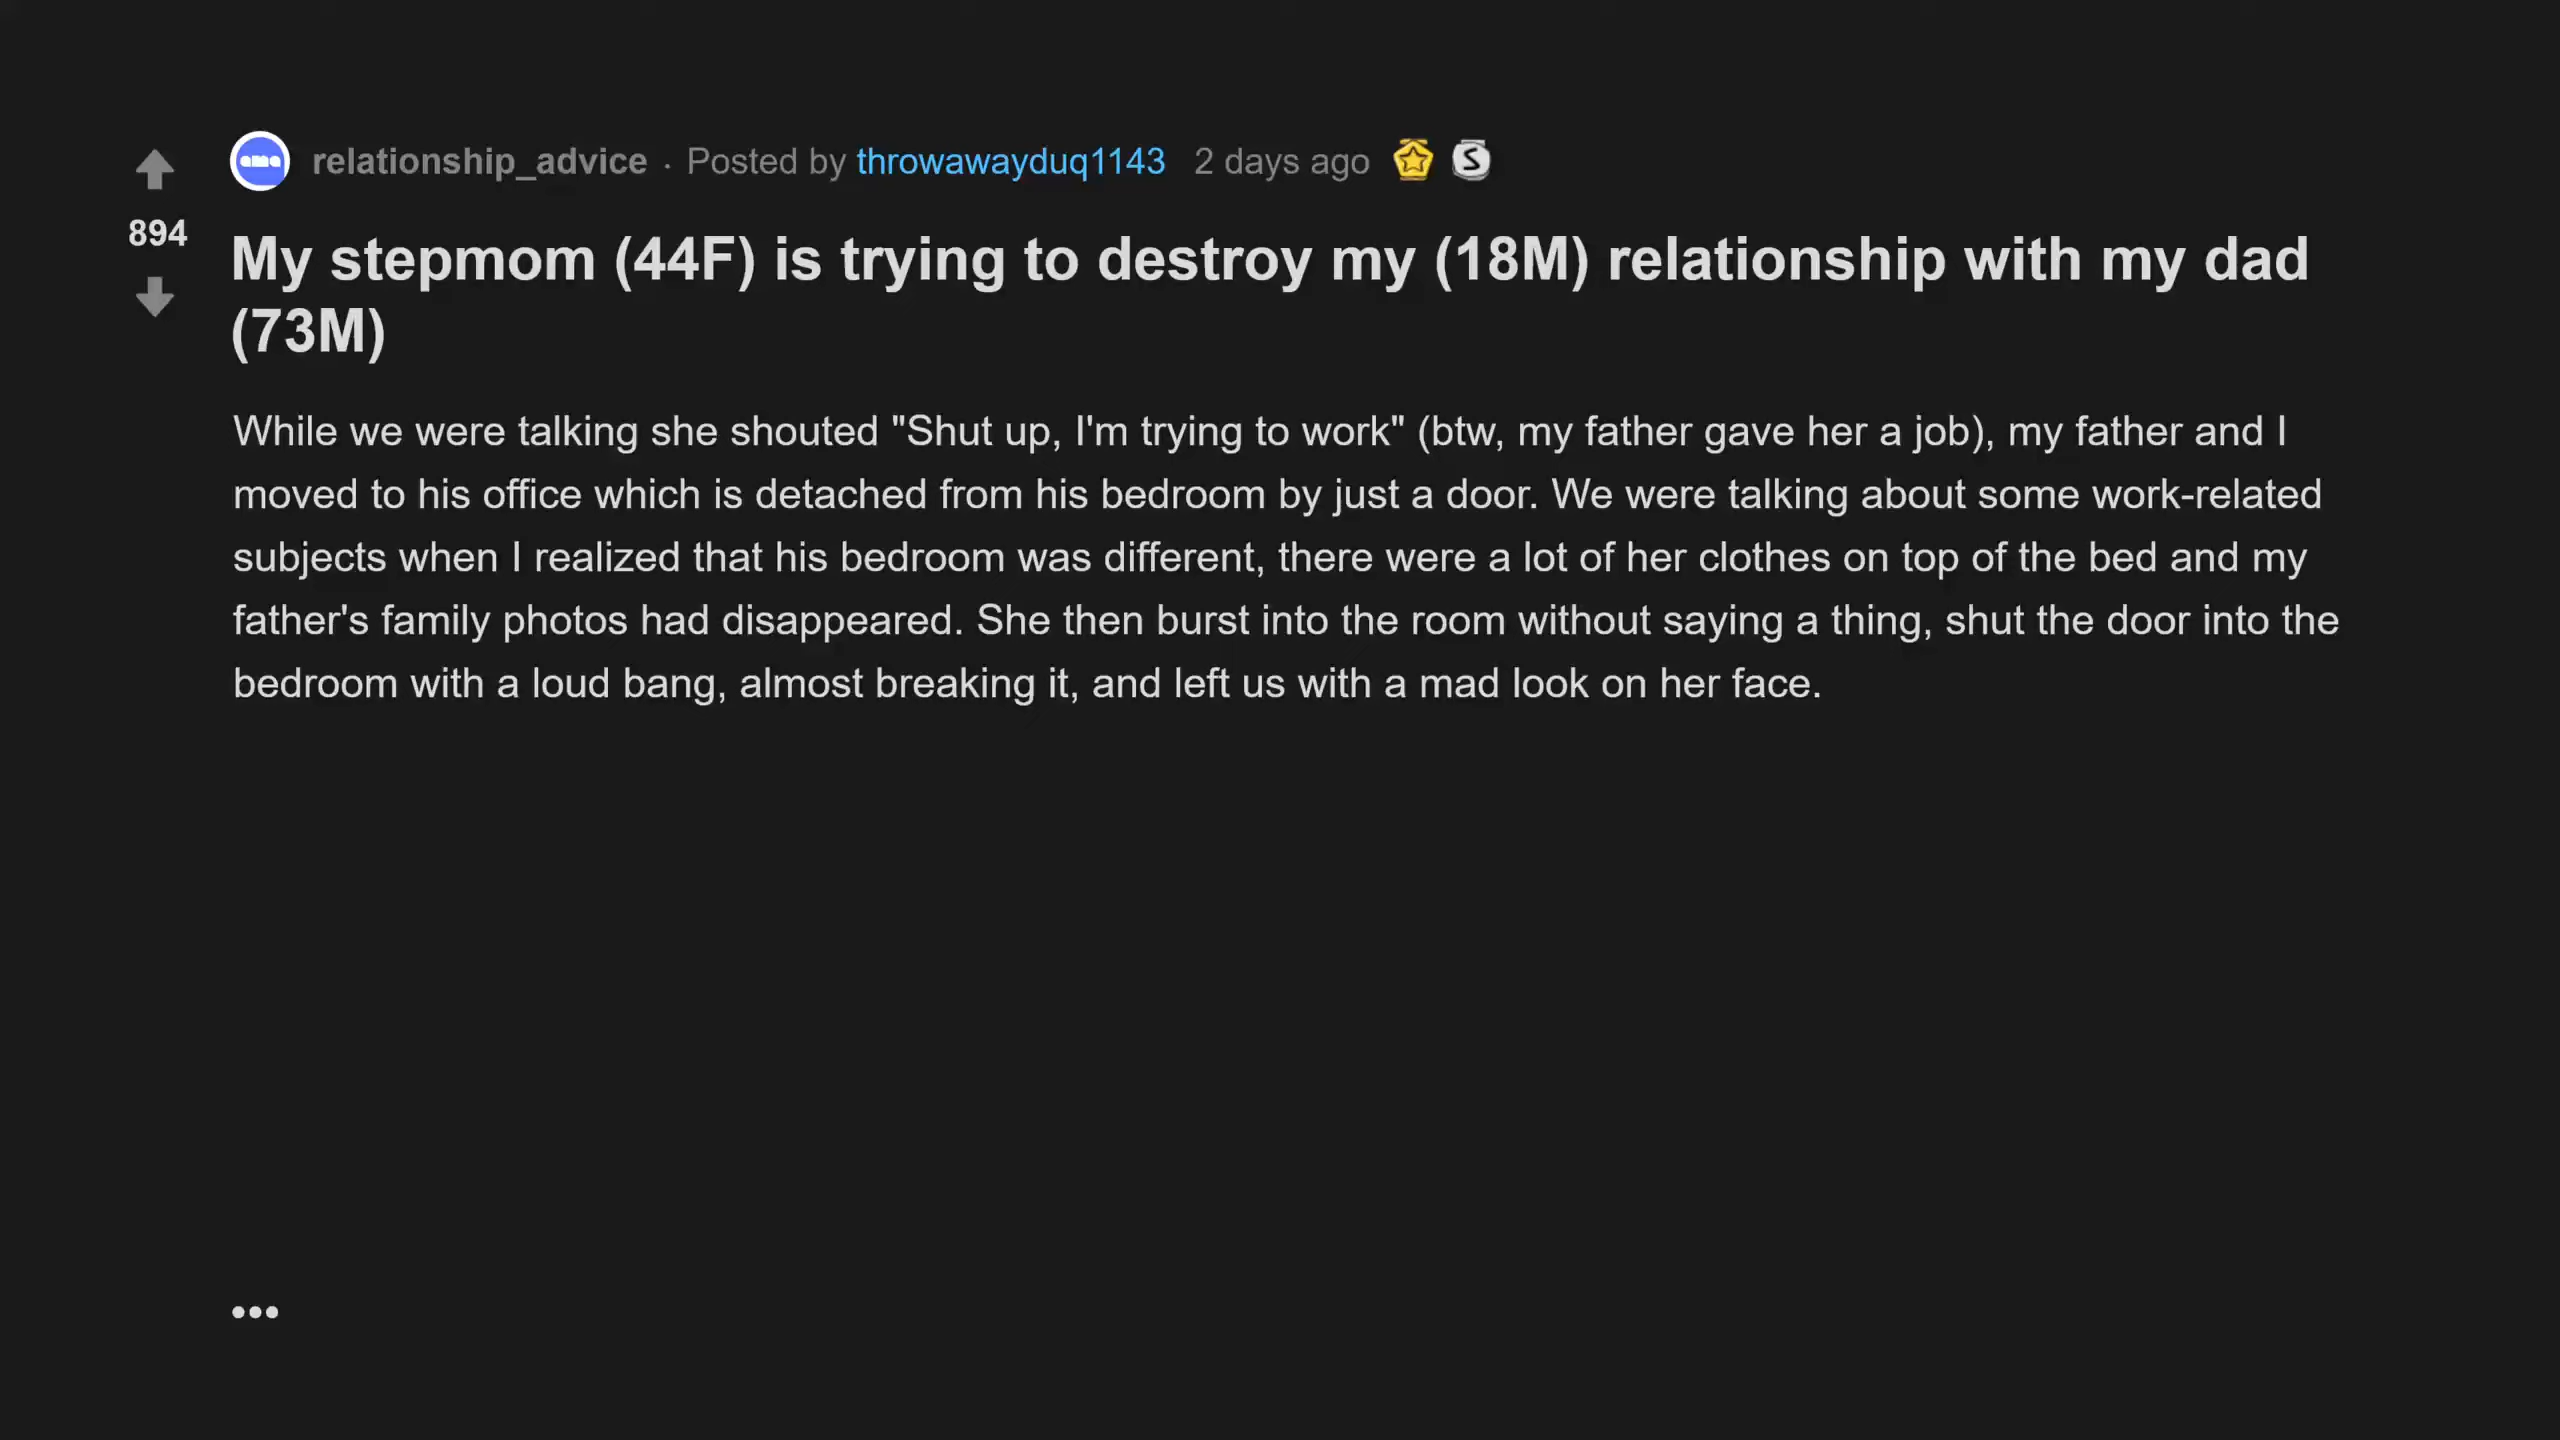 relationship_advice · Posted by throwawayduq1143 2 days ago
894
My stepmom (44F) is trying to destroy my (18M) relationship with my dad
(73M)
While we were talking she shouted "Shut up, I'm trying to work" (btw, my father gave her a job), my father and I
moved to his office which is detached from his bedroom by just a door. We were talking about some work-related
subjects when I realized that his bedroom was different, there were a lot of her clothes on top of the bed and my
father's family photos had disappeared. She then burst into the room without saying a thing, shut the door into the
bedroom with a loud bang, almost breaking it, and left us with a mad look on her face.
•••